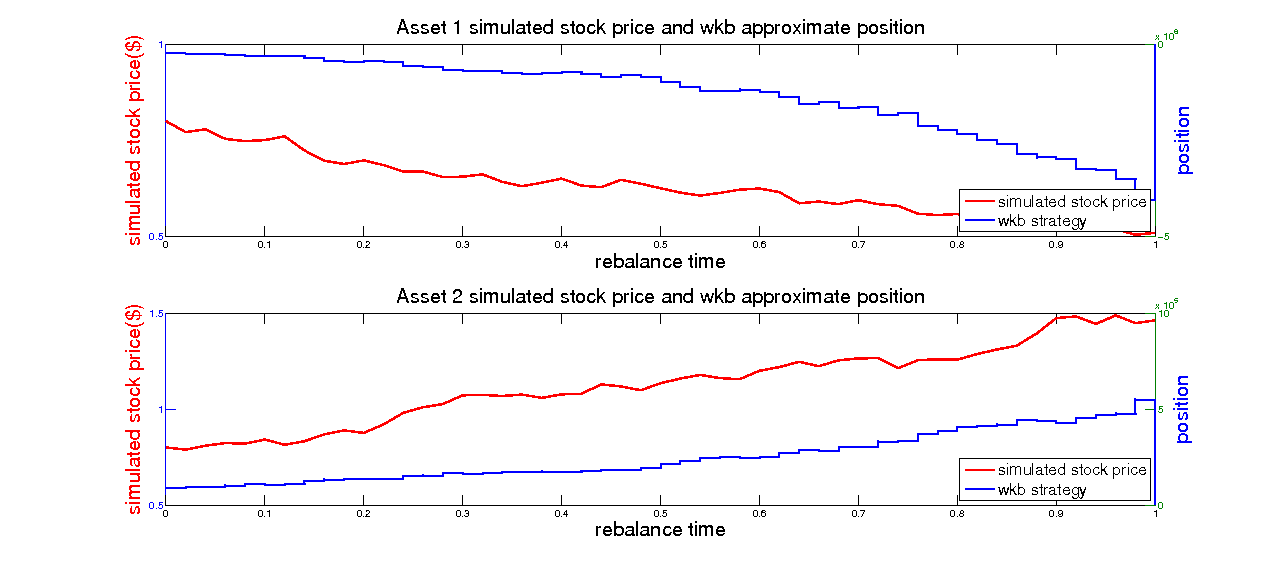 Asset 1 simulated stock price and wkb approximate position
simulated stock price($)
1
0.5
0
-5
position
simulated stock price
wkb strategy
0 0.1 0.2 0.3 0.4 0.5 0.6 0.7 0.8 0.9 1
rebalance time
Asset 2 simulated stock price and wkb approximate position
simulated stock price($)
1.5
1
0.5
10
5
0
position
simulated stock price
wkb strategy
0 0.1 0.2 0.3 0.4 0.5 0.6 0.7 0.8 0.9 1
rebalance time